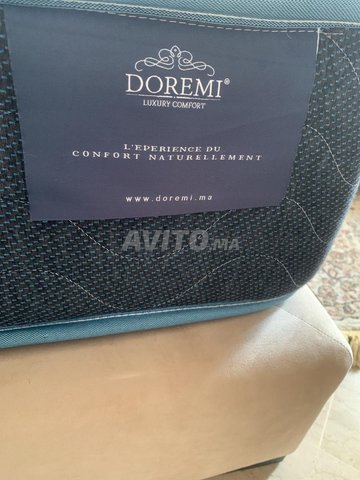 DOREMI®
LUXURY COMFORT
L'EPERIENCE DU
CONFORT NATURELLEMENT
www.doremi.ma
AVITO.MA